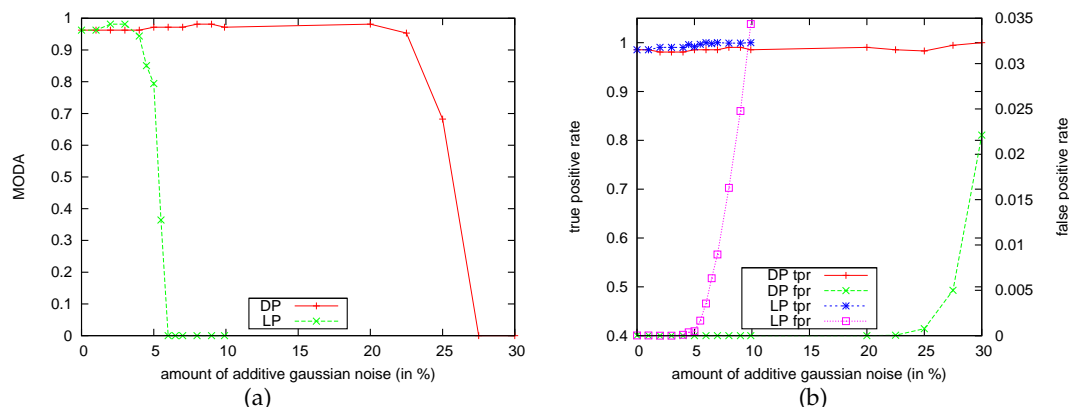 1
0.9
0.8
0.7
0.6
0.5
0.4
0.3
0.2
0.1
0
MODA
0 5 10 15 20 25 30
amount of additive gaussian noise (in %)
DP
LP
(a)
1
0.9
0.8
0.7
0.6
0.5
0.4
true positive rate
0.035
0.03
0.025
0.02
0.015
0.01
0.005
0
false positive rate
DP tpr
DP fpr
LP tpr
LP fpr
0 5 10 15 20 25 30
amount of additive gaussian noise (in %)
(b)